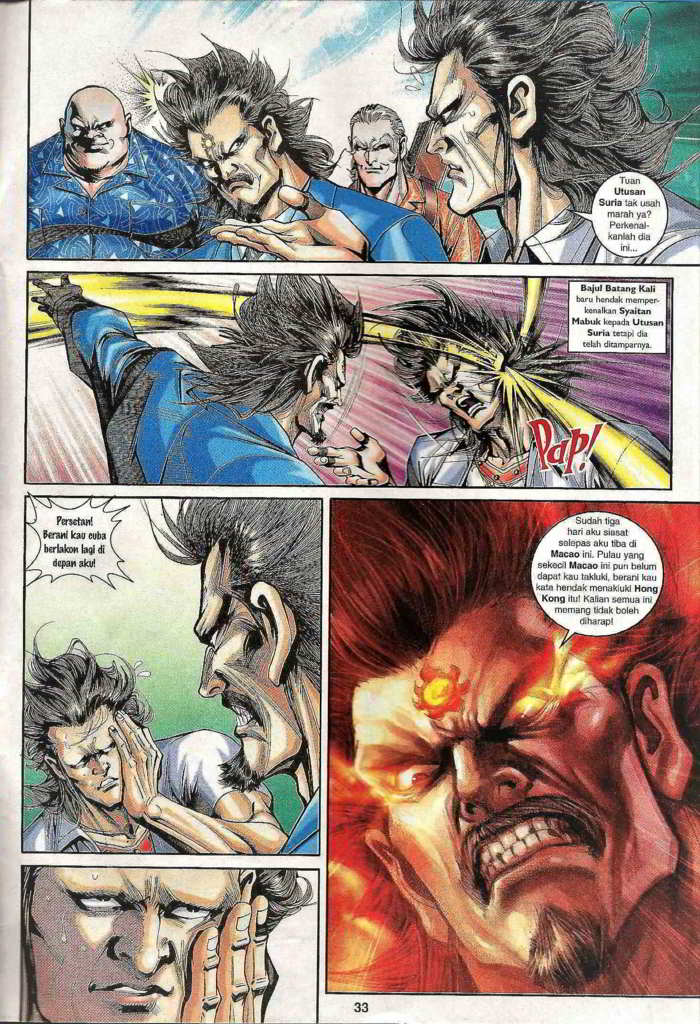 Tuan
Utusan
Suria tak usah
marah ya?
Perkenal-
kanlah dia
ini...
Bajul Batang Kali
baru hendak memper-
kenalkan Syaitan
Mabuk kepada Utusan
Suria tetapi dia
telah ditamparnya.
Pap!
Persetan!
Berani kau cuba
berlakon lagi di
depan aku!
Sudah tiga
hari aku siasat
selepas aku tiba di
Macao ini. Pulau yang
sekecil Macao ini pun belum
dapat kau takluki, berani kau
kata hendak menakluki Hong
Kong itu! Kalian semua ini
memang tidak boleh
diharap!
33